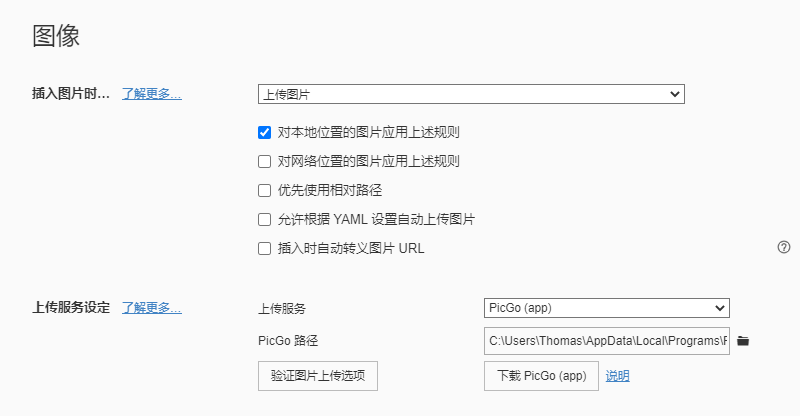 图像
插入图片时… 了解更多… 上传图片
对本地位置的图片应用上述规则
对网络位置的图片应用上述规则
优先使用相对路径
允许根据 YAML 设置自动上传图片
插入时自动转义图片 URL
上传服务设定 了解更多… 上传服务 PicGo (app)
PicGo 路径 C:\Users\Thomas\AppData\Local\Programs\F
验证图片上传选项 下载 PicGo (app) 说明